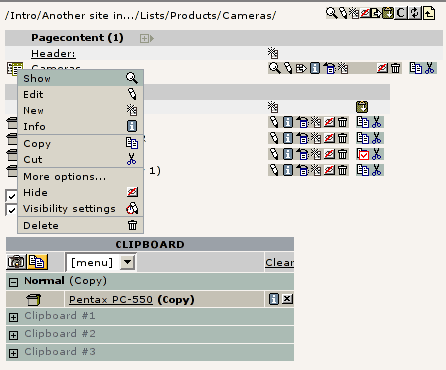 /Intro/Another site in.../Lists/Products/Cameras/
Pagecontent (1)
Header:
Cameras
Show
Edit
New
Info
Copy
Cut
More options...
1)
Hide
Visibility settings
Delete
CLIPBOARD
[menu]
Clear
Normal (Copy)
Pentax PC-550 (Copy)
Clipboard #1
Clipboard #2
Clipboard #3